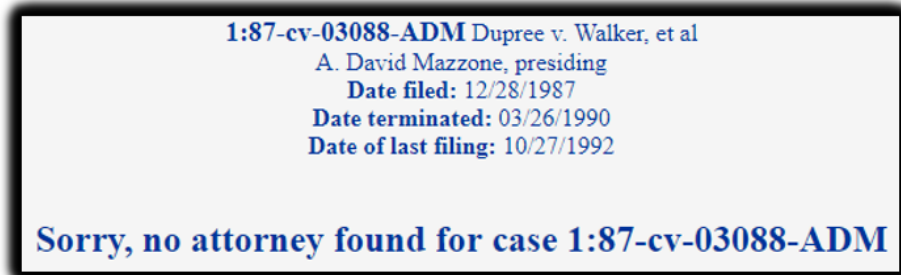 1:87-cv-03088-ADM Dupree v. Walker, et al
A. David Mazzone, presiding
Date filed: 12/28/1987
Date terminated: 03/26/1990
Date of last filing: 10/27/1992
Sorry, no attorney found for case 1:87-cv-03088-ADM